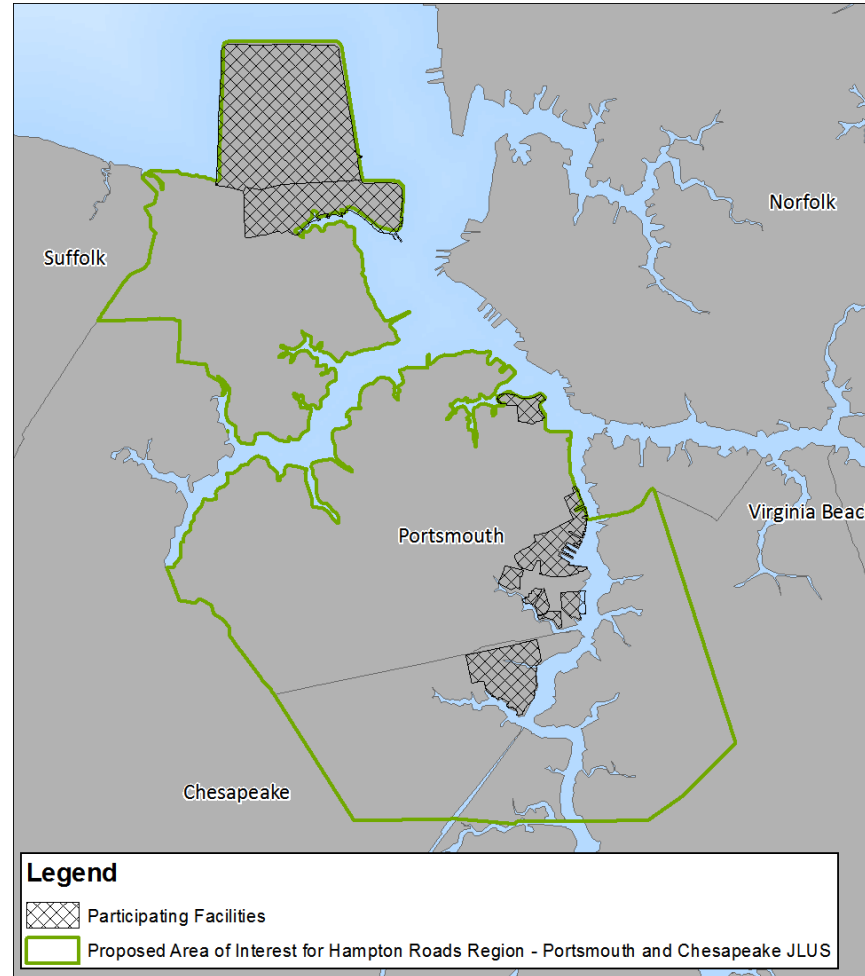 Norfolk
Suffolk
Virginia Beac
Portsmouth
Chesapeake
Legend
Participating Facilities
Proposed Area of Interest for Hampton Roads Region - Portsmouth and Chesapeake JLUS